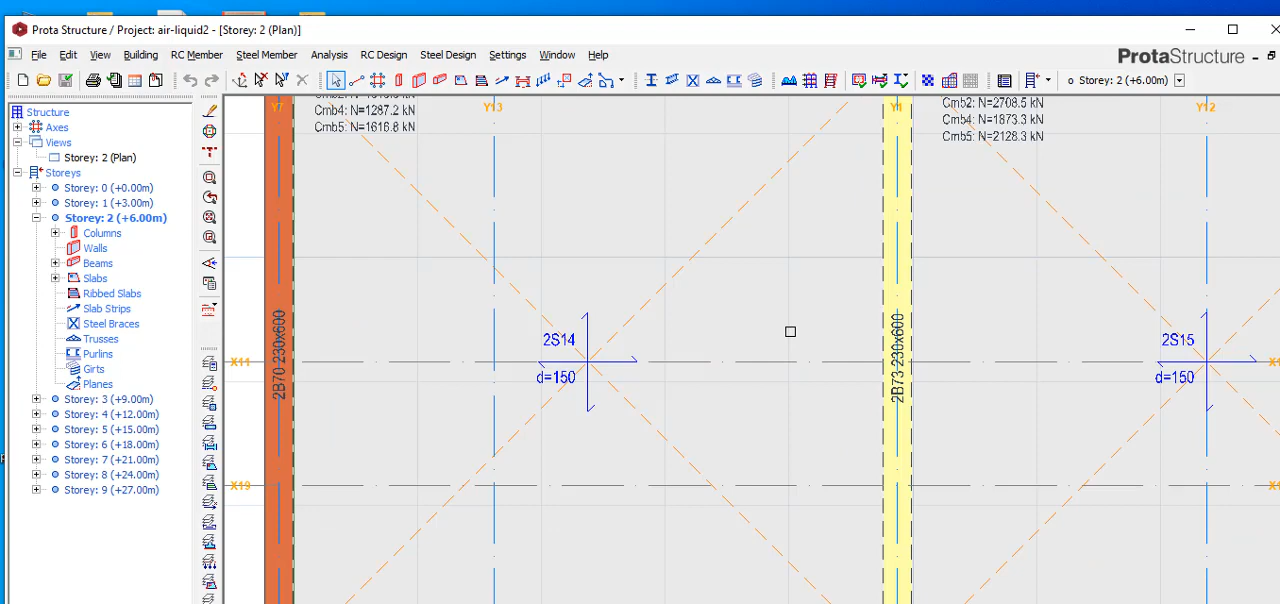 Prota Structure / Project: air-liquid2 - [Storey: 2 (Plan)]
File Edit View Building RC Member Steel Member Analysis RC Design Steel Design Settings Window Help
ProtaStructure
Storey: 2 (+6.00m)
Structure
Axes
Views
Storey: 2 (Plan)
Storeys
Storey: 0 (+0.00m)
Storey: 1 (+3.00m)
Storey: 2 (+6.00m)
Columns
Walls
Beams
Slabs
Ribbed Slabs
Slab Strips
Steel Braces
Trusses
Purlins
Girts
Planes
Storey: 3 (+9.00m)
Storey: 4 (+12.00m)
Storey: 5 (+15.00m)
Storey: 6 (+18.00m)
Storey: 7 (+21.00m)
Storey: 8 (+24.00m)
Storey: 9 (+27.00m)
Y7
Cmb4: N=1287.2 kN
Cmb5: N=1616.8 kN
Y13
Y1
Cmb2: N=2708.5 kN
Cmb4: N=1873.3 kN
Cmb5: N=2128.3 kN
Y12
2B70 230x600
2S14
d=150
2B73 230x600
2S15
d=150
X11
X19